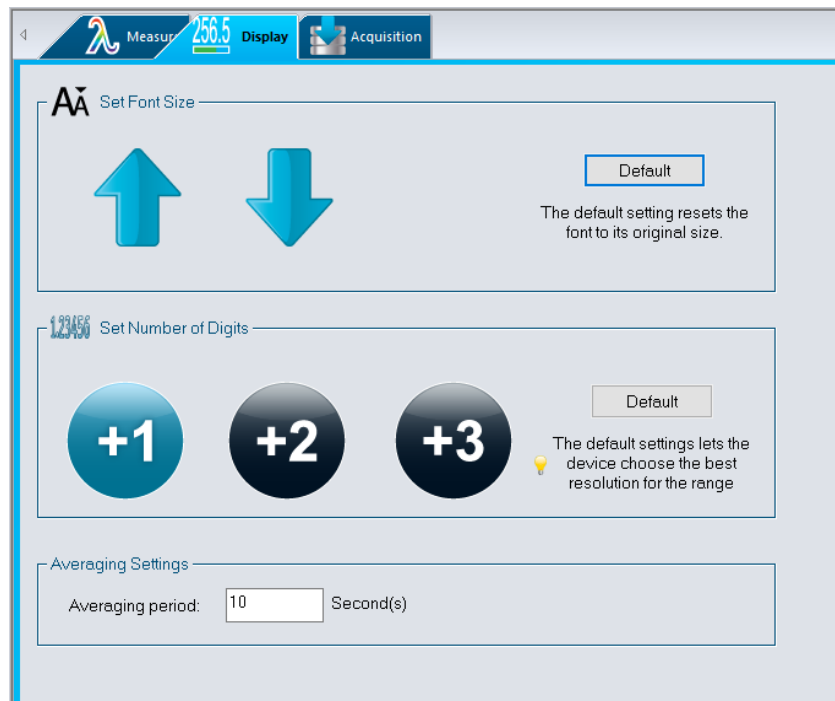 Measur
256.5
Display
Acquisition
Set Font Size
Default
The default setting resets the
font to its original size.
1.23456
Set Number of Digits
+1
+2
+3
Default
The default settings lets the
device choose the best
resolution for the range
Averaging Settings
Averaging period:
10
Second(s)